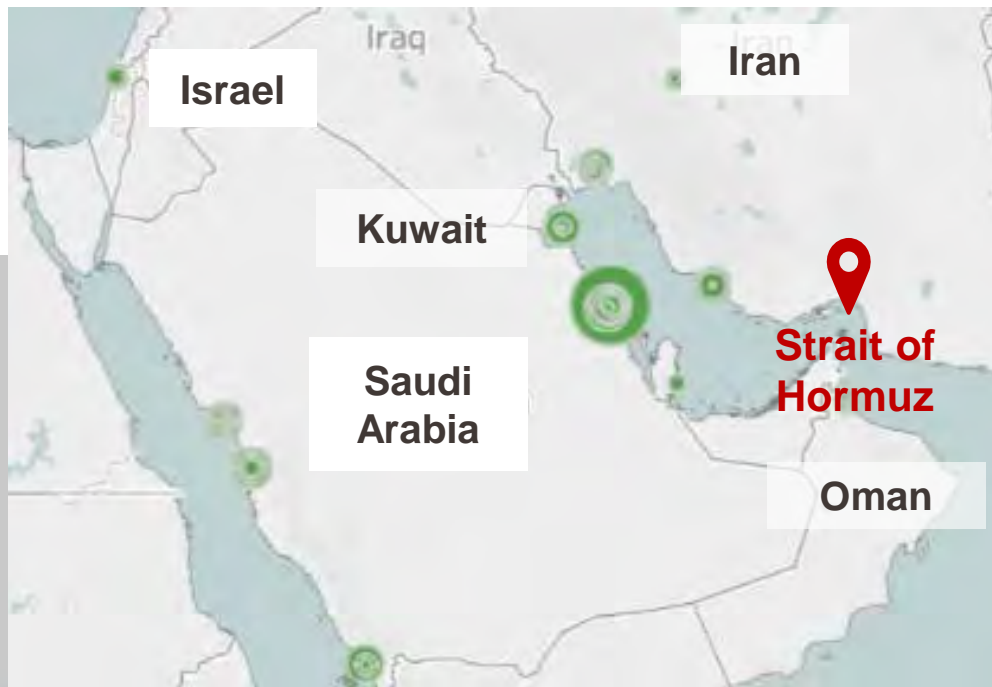 Iraq
Iran
Israel
Kuwait
Strait of
Hormuz
Saudi
Arabia
Oman